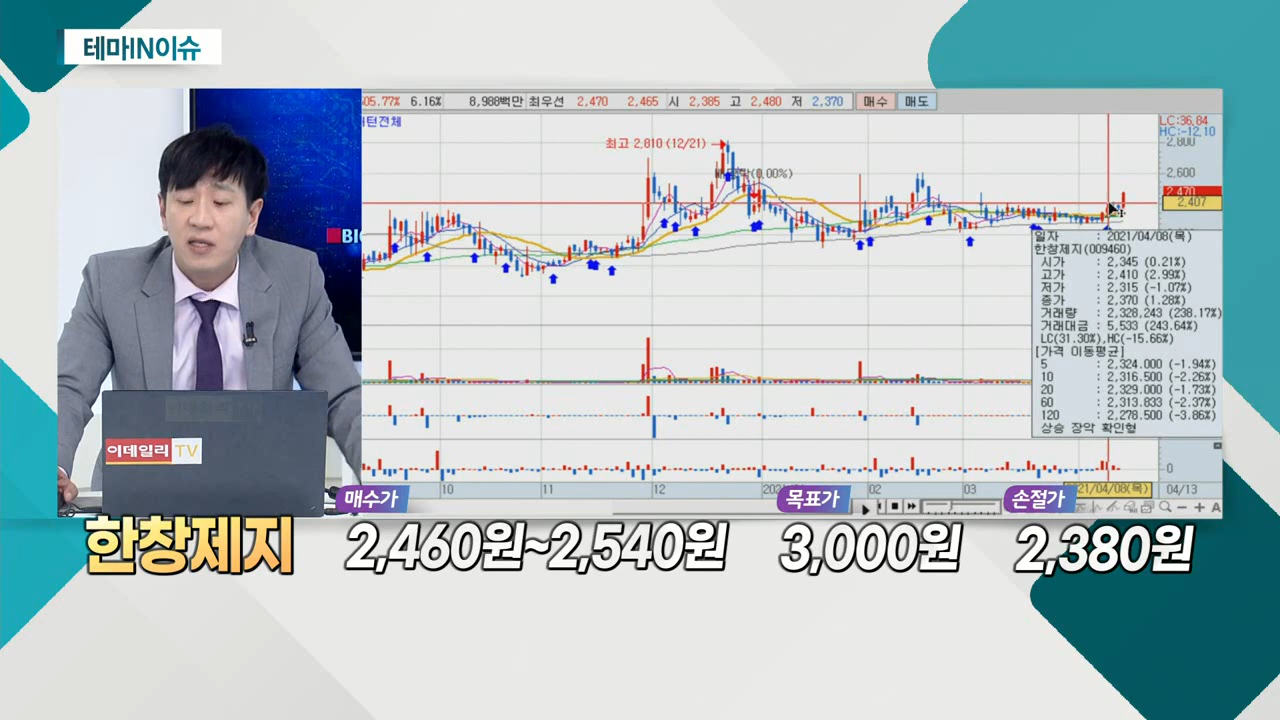 테마IN이슈
605.77% 6.16% 8,988백만 최우선 2,470 2,465 시 2,385 고 2,480 저 2,370 매수 매도
턴전체
LC:36.84
HC:-12.10
최고 2,810 (12/21)
2,800
(0.00%)
2,600
2,470
2,407
BIG
일자 : 2021/04/08(목)
한창제지(009460)
시가 : 2,345 (0.21%)
고가 : 2,410 (2.99%)
저가 : 2,315 (-1.07%)
종가 : 2,370 (1.28%)
거래량 : 2,328,243 (238.17%)
거래대금 : 5,533 (243.64%)
LC(31.30%),HC(-15.66%)
[가격 이동평균]
5 : 2,324.000 (-1.94%)
10 : 2,316.500 (-2.26%)
20 : 2,329.000 (-1.73%)
60 : 2,313.833 (-2.37%)
120 : 2,278.500 (-3.86%)
상승 장악 확인형
이데일리 TV
0
10 11 12 2021 02 03 2021/04/08(목) 04/13
매수가 목표가 손절가
한창제지 2,460원~2,540원 3,000원 2,380원